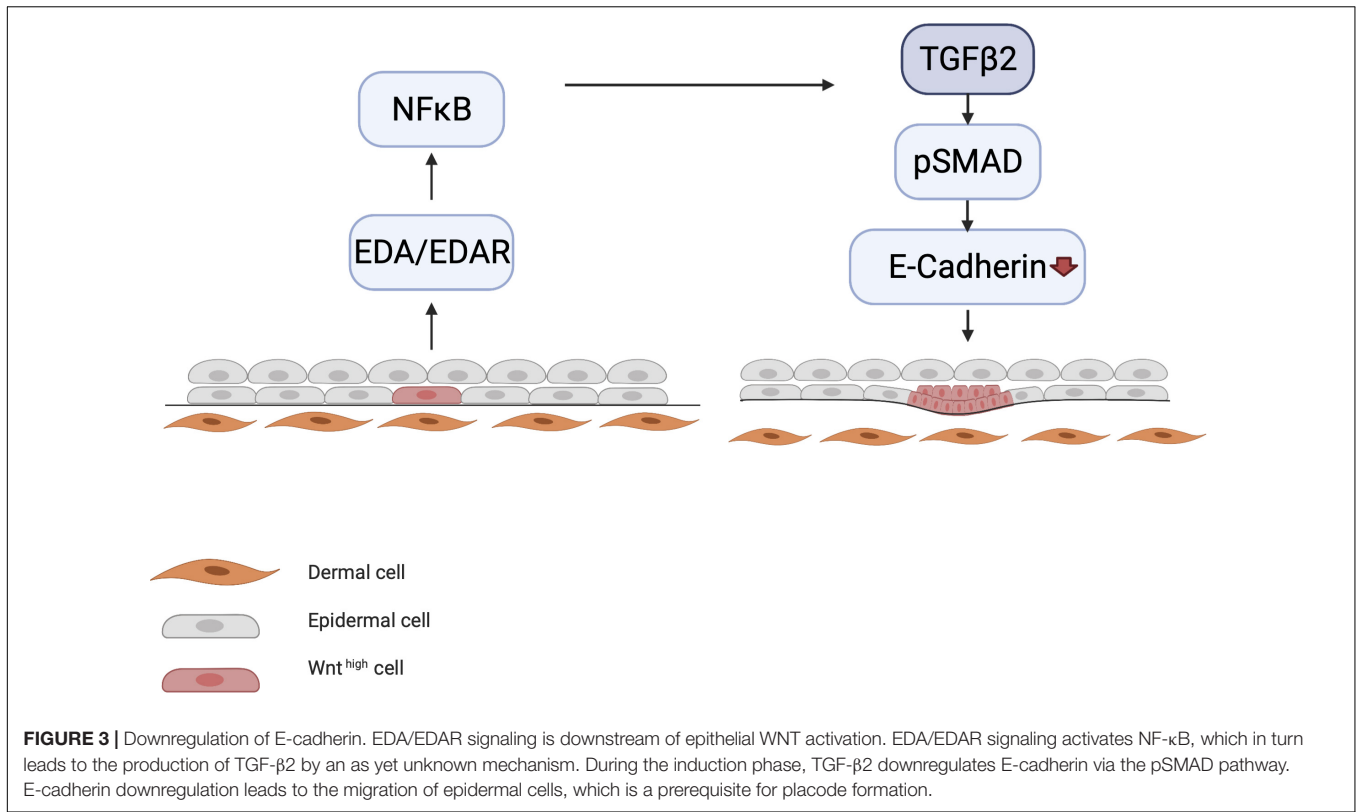 TGFβ2
NFκB
pSMAD
EDA/EDAR
E-Cadherin
Dermal cell
Epidermal cell
Wnt high cell
FIGURE 3 | Downregulation of E-cadherin. EDA/EDAR signaling is downstream of epithelial WNT activation. EDA/EDAR signaling activates NF-κB, which in turn
leads to the production of TGF-β2 by an as yet unknown mechanism. During the induction phase, TGF-β2 downregulates E-cadherin via the pSMAD pathway.
E-cadherin downregulation leads to the migration of epidermal cells, which is a prerequisite for placode formation.